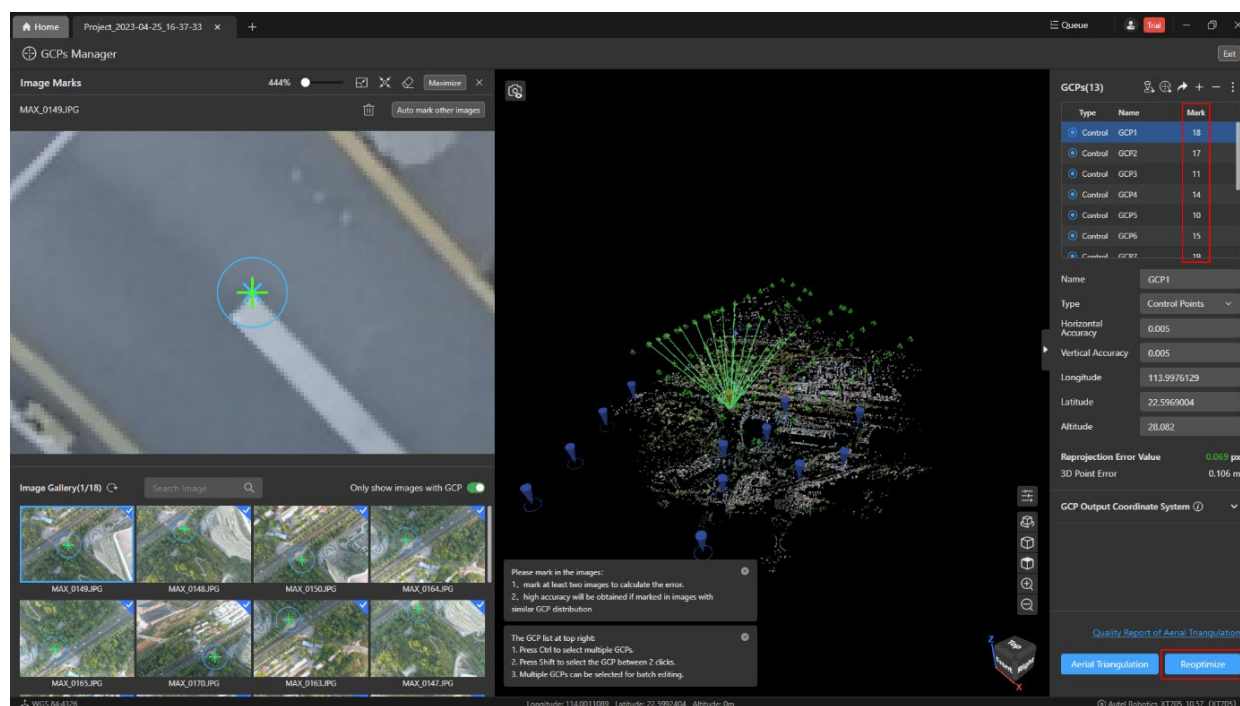 Home Project_2023-04-25_16-37-33 × + Queue Trial
GCPs Manager Exit
Image Marks 444% Maximize
MAX_0149.JPG Auto mark other images
GCPs(13)
Type Name Mark
Control GCP1 18
Control GCP2 17
Control GCP3 11
Control GCP4 14
Control GCP5 10
Control GCP6 15
Control GCP7 19
Name GCP1
Type Control Points
Horizontal Accuracy 0.005
Vertical Accuracy 0.005
Longitude 113.9976129
Latitude 22.5969004
Altitude 28.082
Reprojection Error Value 0.069 px
3D Point Error 0.106 m
GCP Output Coordinate System
Quality Report of Aerial Triangulation
Aerial Triangulation Reoptimize
Image Gallery(1/18) Search Image Only show images with GCP
MAX_0149.JPG MAX_0148.JPG MAX_0150.JPG MAX_0164.JPG
MAX_0165.JPG MAX_0170.JPG MAX_0163.JPG MAX_0147.JPG
Please mark in the images:
1、mark at least two images to calculate the error.
2、high accuracy will be obtained if marked in images with
similar GCP distribution
The GCP list at top right:
1. Press Ctrl to select multiple GCPs.
2. Press Shift to select the GCP between 2 clicks.
3. Multiple GCPs can be selected for batch editing.
Z
Top
Front Right
X
WGS 84:4326 Longitude: 114.0011089 Latitude: 22.5992404 Altitude: 0m Autel Robotics_XT705_10.57_(XT705)